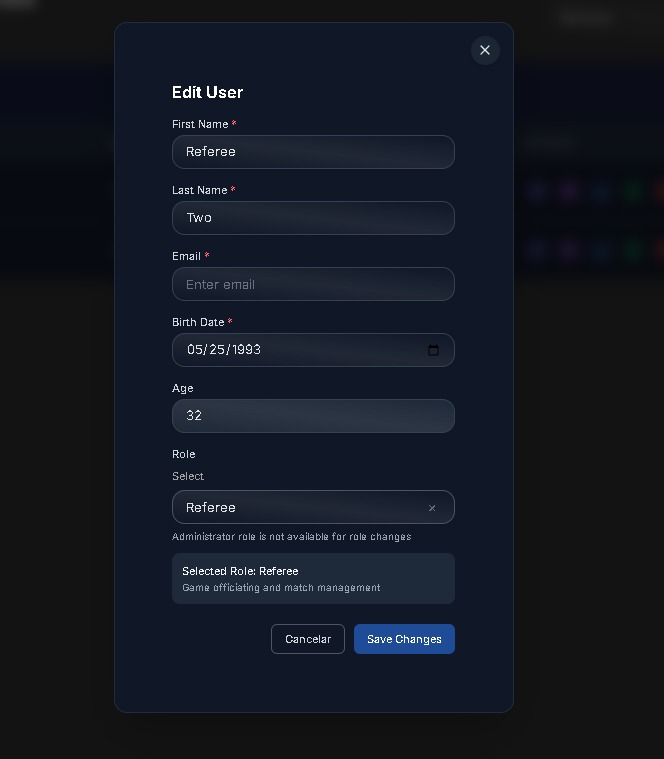 Edit User
First Name *
Referee
Last Name *
Two
Email *
Enter email
Birth Date *
05/25/1993
Age
32
Role
Select
Referee ×
Administrator role is not available for role changes
Selected Role: Referee
Game officiating and match management
Cancelar Save Changes